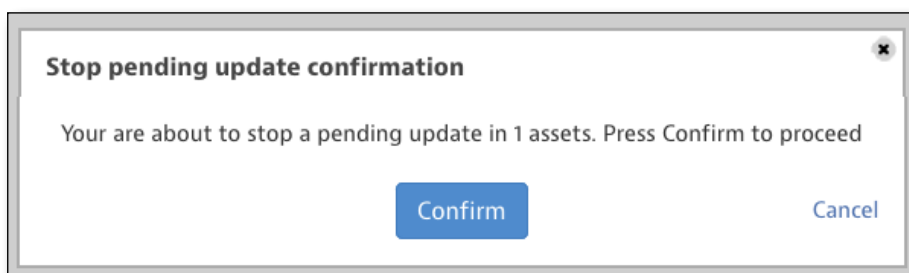 Stop pending update confirmation
Your are about to stop a pending update in 1 assets. Press Confirm to proceed
Confirm
Cancel